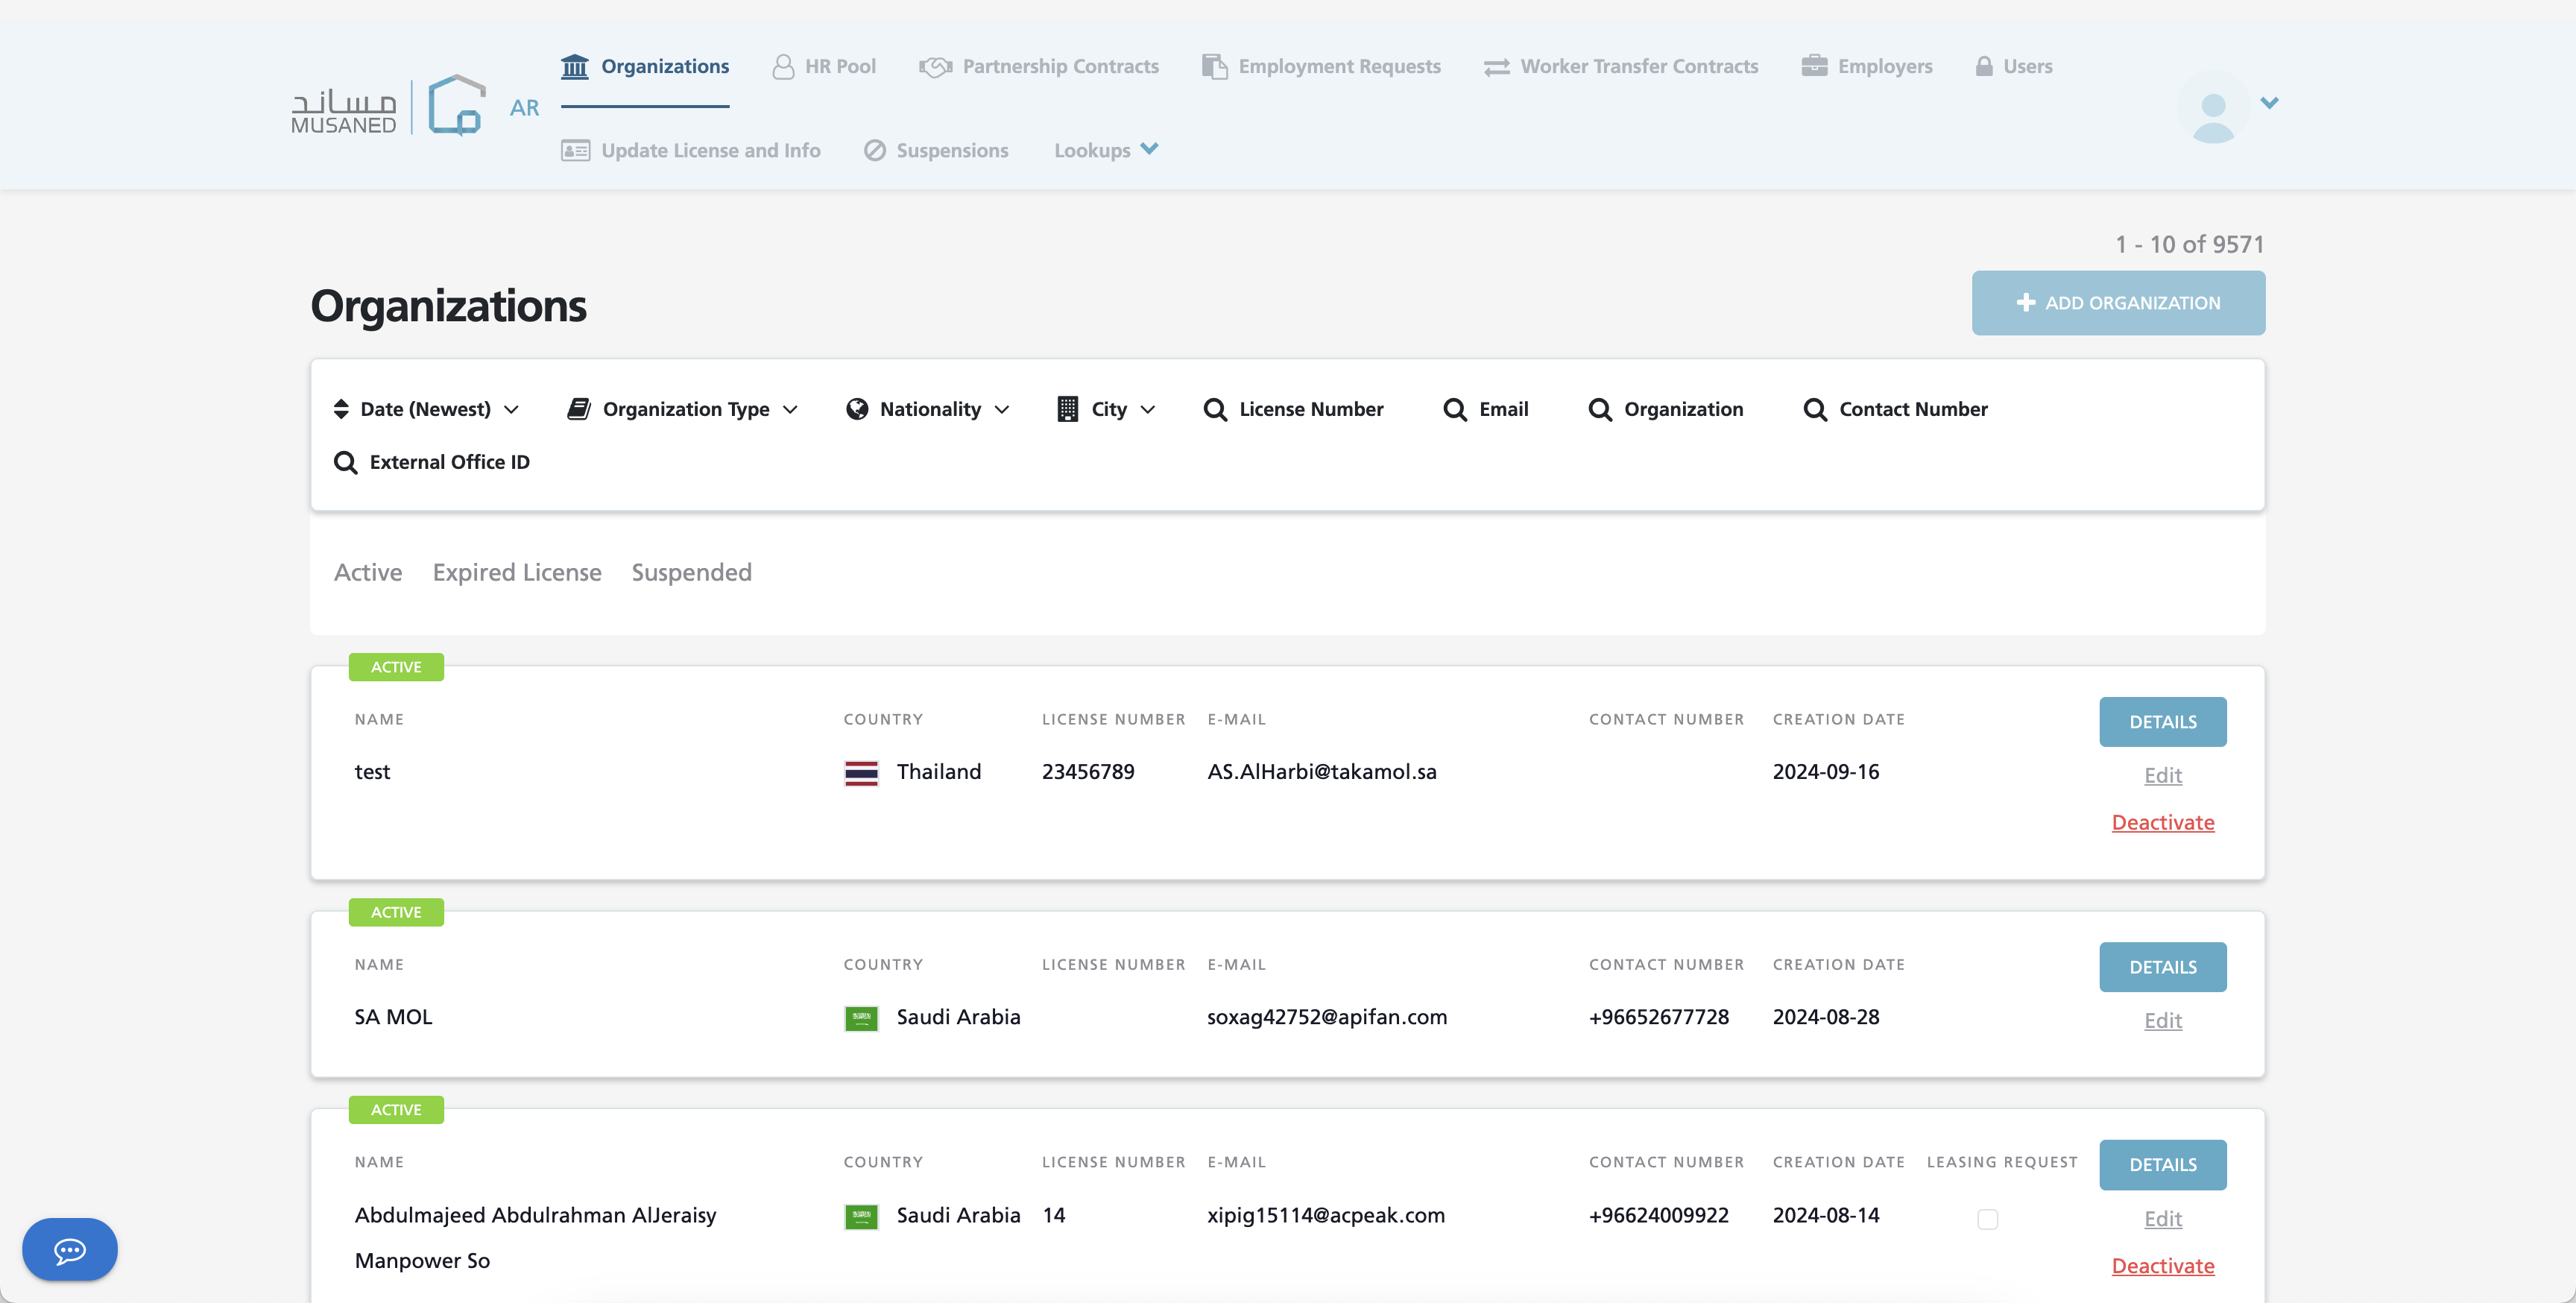 مساند
MUSANED
AR
Organizations HR Pool Partnership Contracts Employment Requests Worker Transfer Contracts Employers Users
Update License and Info Suspensions Lookups
1 - 10 of 9571
Organizations
ADD ORGANIZATION
Date (Newest) Organization Type Nationality City License Number Email Organization Contact Number
External Office ID
Active Expired License Suspended
ACTIVE
NAME COUNTRY LICENSE NUMBER E-MAIL CONTACT NUMBER CREATION DATE DETAILS
test Thailand 23456789 AS.AlHarbi@takamol.sa 2024-09-16 Edit
Deactivate
ACTIVE
NAME COUNTRY LICENSE NUMBER E-MAIL CONTACT NUMBER CREATION DATE DETAILS
SA MOL Saudi Arabia soxag42752@apifan.com +96652677728 2024-08-28 Edit
ACTIVE
NAME COUNTRY LICENSE NUMBER E-MAIL CONTACT NUMBER CREATION DATE LEASING REQUEST DETAILS
Abdulmajeed Abdulrahman AlJeraisy Saudi Arabia 14 xipig15114@acpeak.com +96624009922 2024-08-14 Edit
Manpower So Deactivate